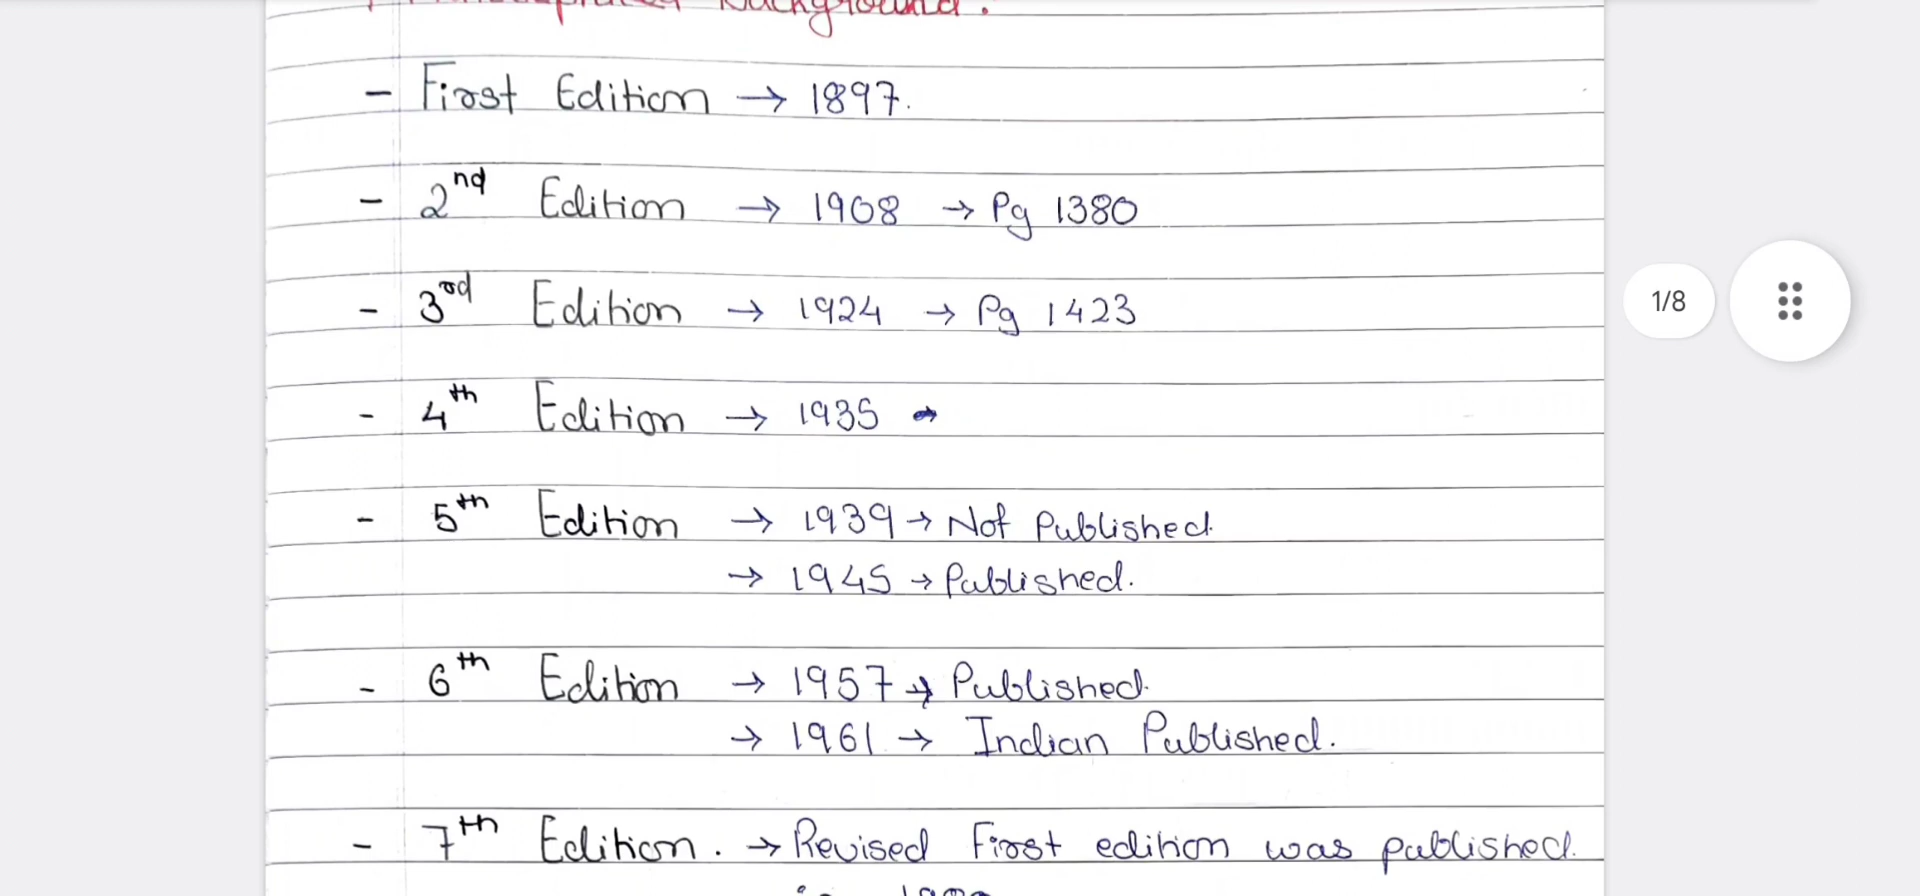 Background.
- First Edition → 1897.
- 2nd Edition → 1908 → Pg 1380
- 3rd Edition → 1924 → Pg 1423
1/8
- 4th Edition → 1935 →
- 5th Edition → 1939 → Not Published.
→ 1945 → Published.
- 6th Edition → 1957 → Published.
→ 1961 → Indian Published.
- 7th Edition. → Revised First edition was published.